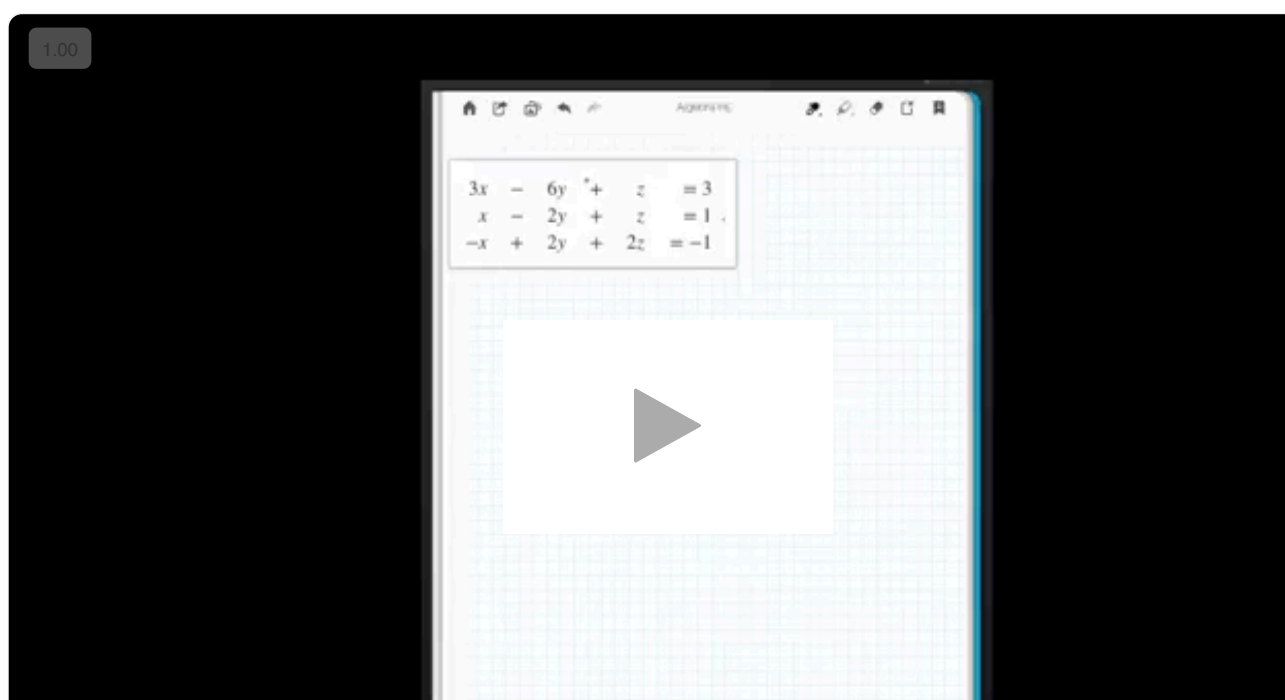 1.00
3x − 6y + z = 3
x − 2y + z = 1
−x + 2y + 2z = −1